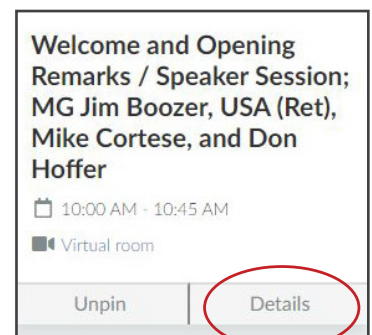 Welcome and Opening
Remarks / Speaker Session;
MG Jim Boozer, USA (Ret),
Mike Cortese, and Don
Hoffer
10:00 AM - 10:45 AM
Virtual room
Unpin Details